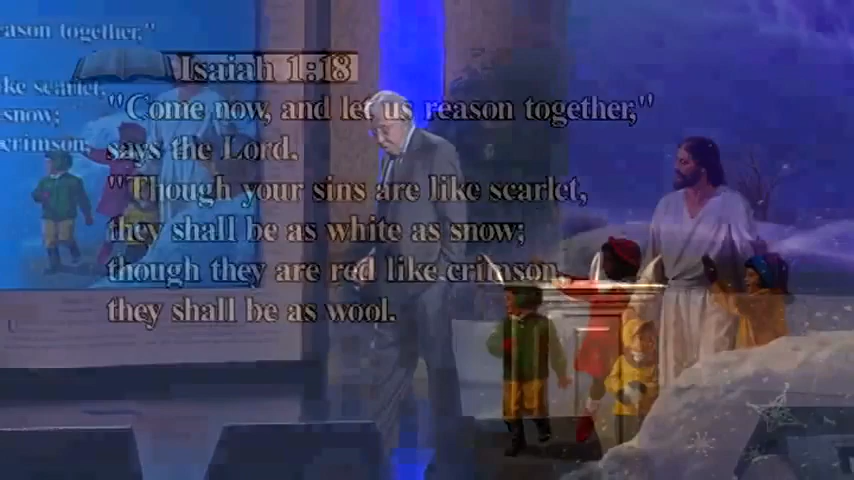 eason together,"
ke scarlet,
snow;
crimson,
Isaiah 1:18
"Come now, and let us reason together,"
says the Lord.
"Though your sins are like scarlet,
they shall be as white as snow;
though they are red like crimson,
they shall be as wool.